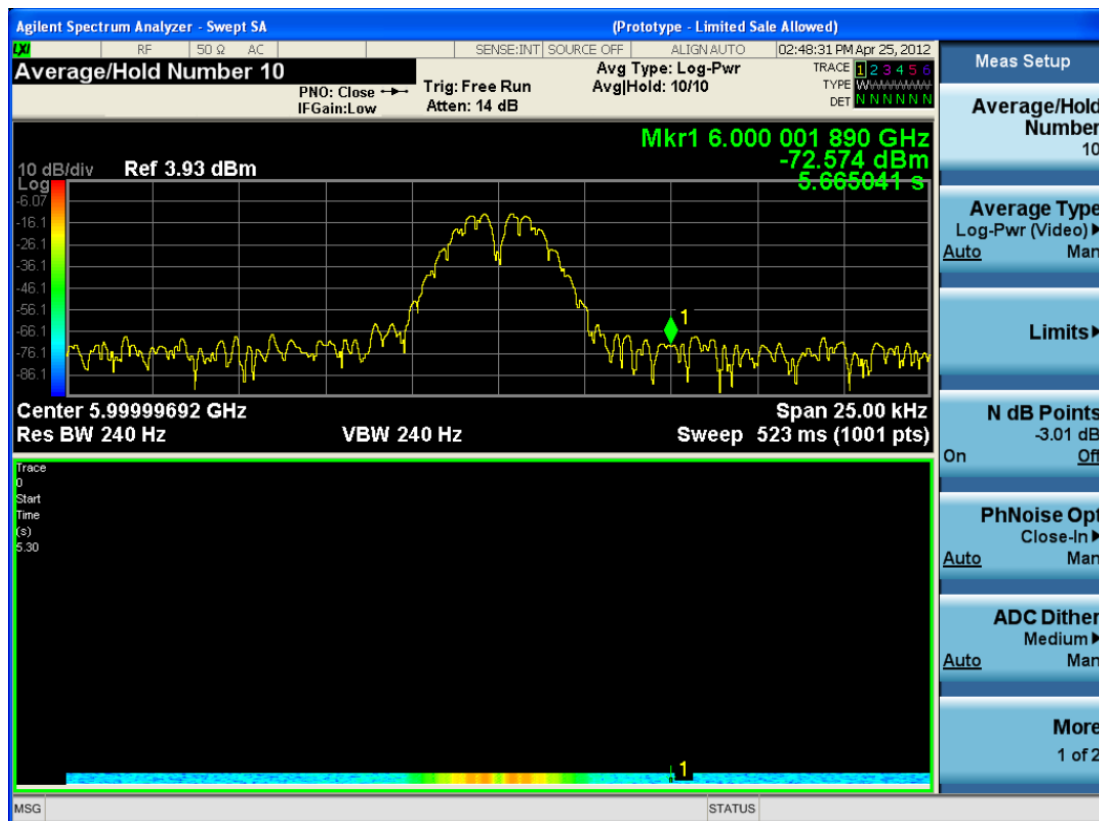 Agilent Spectrum Analyzer - Swept SA (Prototype - Limited Sale Allowed)
LXI RF 50 Ω AC SENSE:INT SOURCE OFF ALIGN AUTO 02:48:31 PM Apr 25, 2012
Average/Hold Number 10
PNO: Close
IFGain:Low
Trig: Free Run
Atten: 14 dB
Avg Type: Log-Pwr
Avg|Hold: 10/10
TRACE 1 2 3 4 5 6
TYPE W W W W W W
DET N N N N N N
Mkr1 6.000 001 890 GHz
-72.574 dBm
5.665041 s
10 dB/div Ref 3.93 dBm
Log
-6.07
-16.1
-26.1
-36.1
-46.1
-56.1
-66.1
-76.1
-86.1
1
Center 5.99999692 GHz Span 25.00 kHz
Res BW 240 Hz VBW 240 Hz Sweep 523 ms (1001 pts)
Trace
0
Start
Time
(s)
5.30
1
MSG STATUS
Meas Setup
Average/Hold
Number
10
Average Type
Log-Pwr (Video)
Auto Man
Limits
N dB Points
-3.01 dB
On Off
PhNoise Opt
Close-In
Auto Man
ADC Dither
Medium
Auto Man
More
1 of 2